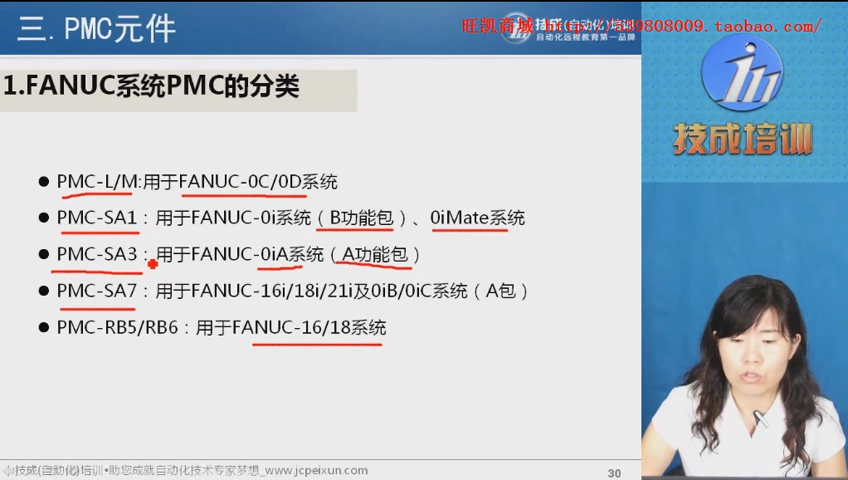 三.PMC元件
技成(自动化)培训
自动化远程教育第一品牌
1.FANUC系统PMC的分类
● PMC-L/M:用于FANUC-0C/0D系统
● PMC-SA1：用于FANUC-0i系统（B功能包）、0iMate系统
● PMC-SA3：用于FANUC-0iA系统（A功能包）
● PMC-SA7：用于FANUC-16i/18i/21i及0iB/0iC系统（A包）
● PMC-RB5/RB6：用于FANUC-16/18系统
技成培训
技成(自动化)培训•助您成就自动化技术专家梦想_www.jcpeixun.com
30